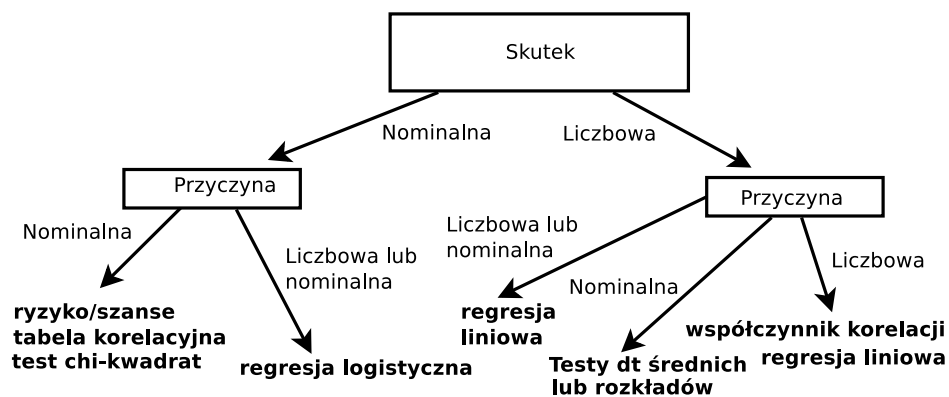 Skutek
Nominalna
Liczbowa
Przyczyna
Przyczyna
Nominalna
Liczbowa lub
nominalna
Liczbowa lub
nominalna
Nominalna
Liczbowa
ryzyko/szanse
tabela korelacyjna
test chi-kwadrat
regresja logistyczna
regresja
liniowa
Testy dt średnich
lub rozkładów
współczynnik korelacji
regresja liniowa